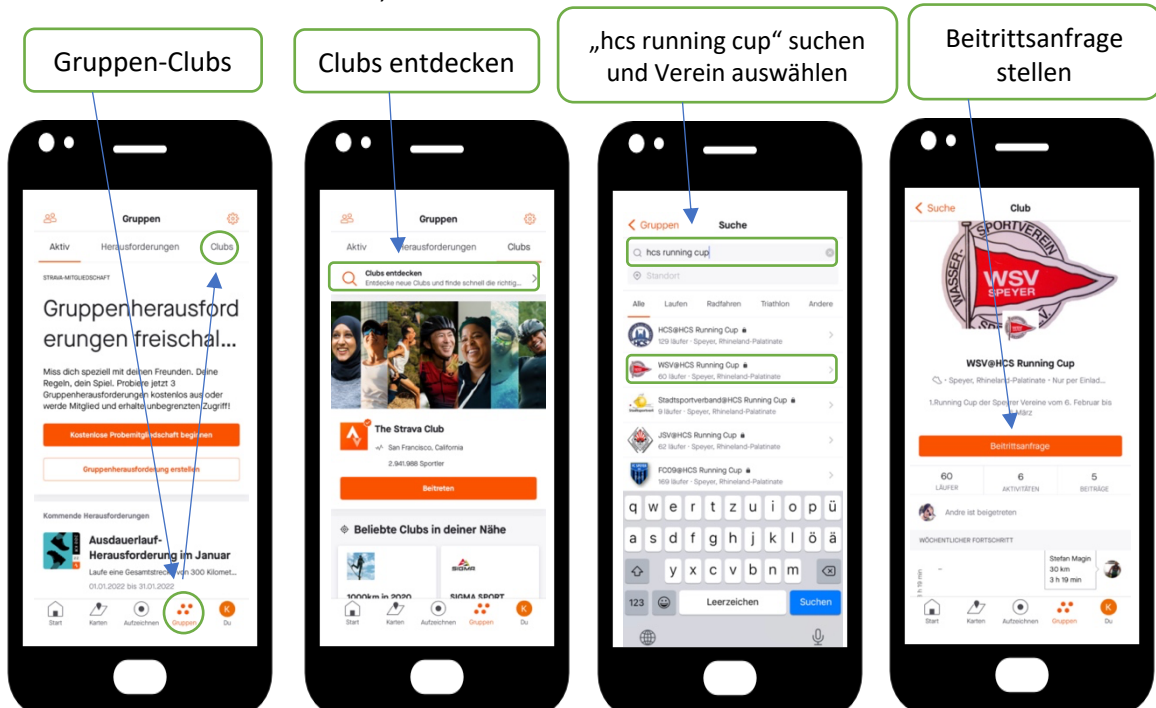 Gruppen-Clubs
Clubs entdecken
„hcs running cup“ suchen
und Verein auswählen
Beitrittsanfrage
stellen
Gruppen
Aktiv Herausforderungen Clubs
STRAVA-MITGLIEDSCHAFT
Gruppenherausford
erungen freischal...
Miss dich speziell mit deinen Freunden. Deine
Regeln, dein Spiel. Probiere jetzt 3
Gruppenherausforderungen kostenlos aus oder
werde Mitglied und erhalte unbegrenzten Zugriff!
Kostenlose Probemitgliedschaft beginnen
Gruppenherausforderung erstellen
Kommende Herausforderungen
Ausdauerlauf-
Herausforderung im Januar
Laufe eine Gesamtstrecke von 300 Kilomet...
01.01.2022 bis 31.01.2022
Start Karten Aufzeichnen Gruppen Du
K
Gruppen
Aktiv Herausforderungen Clubs
Clubs entdecken
Entdecke neue Clubs und finde schnell die richtig...
The Strava Club
San Francisco, California
2.941.988 Sportler
Beitreten
Beliebte Clubs in deiner Nähe
SIGMA
1000km in 2020 SIGMA SPORT
Start Karten Aufzeichnen Gruppen Du
K
Gruppen Suche
hcs running cup
Standort
Alle Laufen Radfahren Triathlon Andere
HCS@HCS Running Cup
129 läufer · Speyer, Rhineland-Palatinate
WSV@HCS Running Cup
60 läufer · Speyer, Rhineland-Palatinate
Stadtsportverband@HCS Running Cup
9 läufer · Speyer, Rhineland-Palatinate
JSV@HCS Running Cup
62 läufer · Speyer, Rhineland-Palatinate
FC09@HCS Running Cup
169 läufer · Speyer, Rhineland-Palatinate
q w e r t z u i o p ü
a s d f g h j k l ö ä
y x c v b n m
123 Leerzeichen Suchen
Suche Club
WASSER- SPORTVEREIN
WSV
SPEYER
WSV@HCS Running Cup
Speyer, Rhineland-Palatinate · Nur per Einlad...
1.Running Cup der Speyrer Vereine vom 6. Februar bis
März
Beitrittsanfrage
60 6 5
LÄUFER AKTIVITÄTEN BEITRÄGE
Andre ist beigetreten
WÖCHENTLICHER FORTSCHRITT
Stefan Magin
30 km
3 h 19 min
Start Karten Aufzeichnen Gruppen Du
K